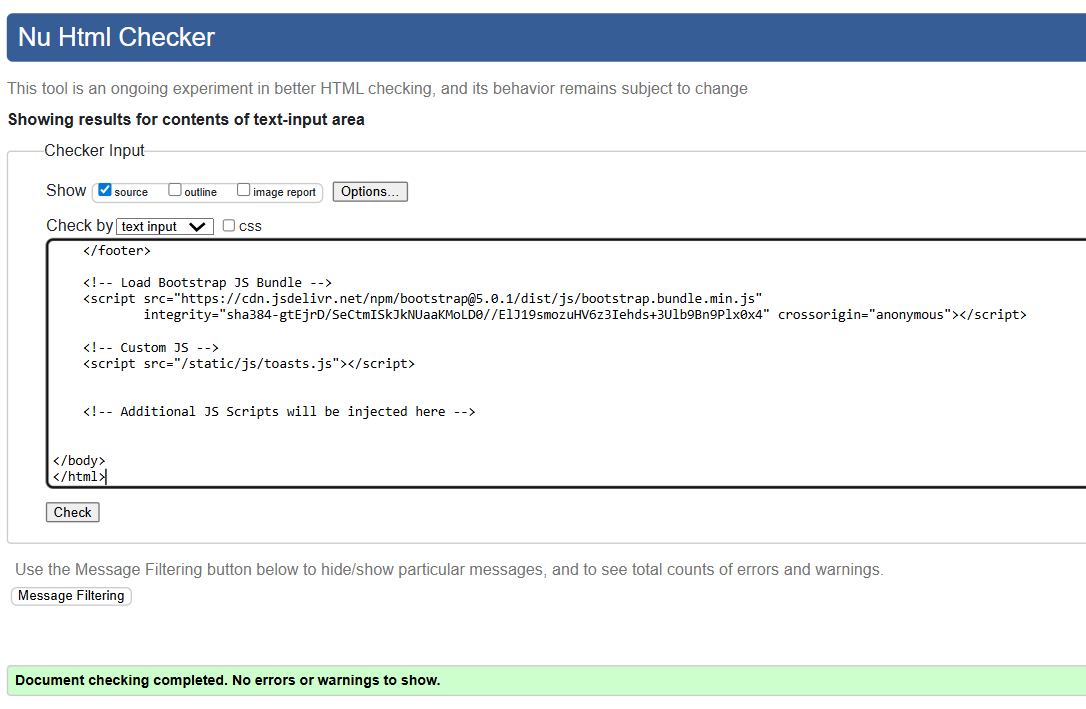 Nu Html Checker
This tool is an ongoing experiment in better HTML checking, and its behavior remains subject to change
Showing results for contents of text-input area
Checker Input
Show source outline image report Options...
Check by text input css
</footer>
<!-- Load Bootstrap JS Bundle -->
<script src="https://cdn.jsdelivr.net/npm/bootstrap@5.0.1/dist/js/bootstrap.bundle.min.js"
integrity="sha384-gtEjrD/SeCtmISkJkNUaaKMoLD0//ElJ19smozuHV6z3Iehds+3Ulb9Bn9Plx0x4" crossorigin="anonymous"></script>
<!-- Custom JS -->
<script src="/static/js/toasts.js"></script>
<!-- Additional JS Scripts will be injected here -->
</body>
</html>
Check
Use the Message Filtering button below to hide/show particular messages, and to see total counts of errors and warnings.
Message Filtering
Document checking completed. No errors or warnings to show.